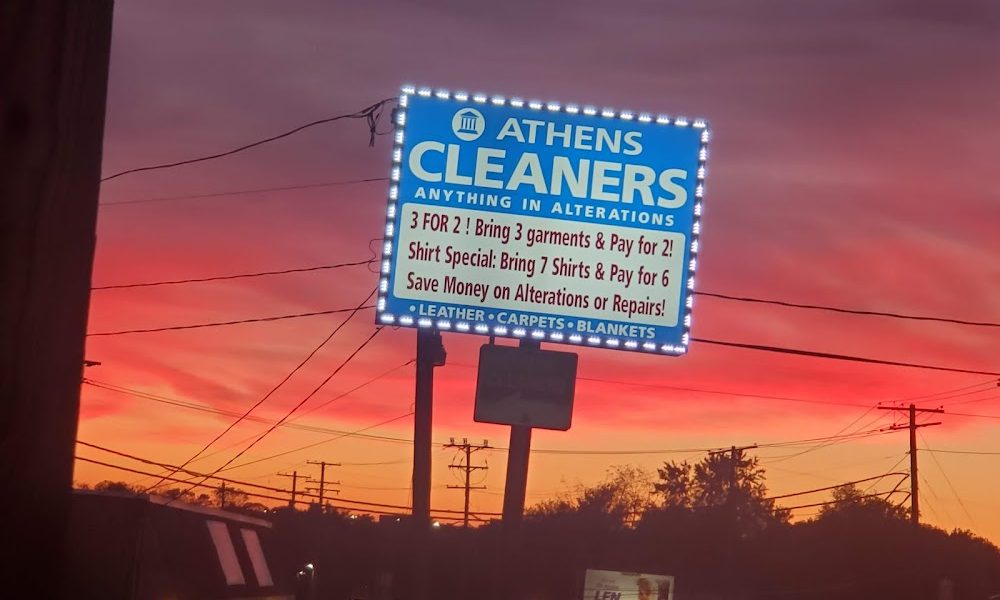 ATHENS
CLEANERS
ANYTHING IN ALTERATIONS
3 FOR 2 ! Bring 3 garments & Pay for 2!
Shirt Special: Bring 7 Shirts & Pay for 6
Save Money on Alterations or Repairs!
• LEATHER • CARPETS • BLANKETS
LEN